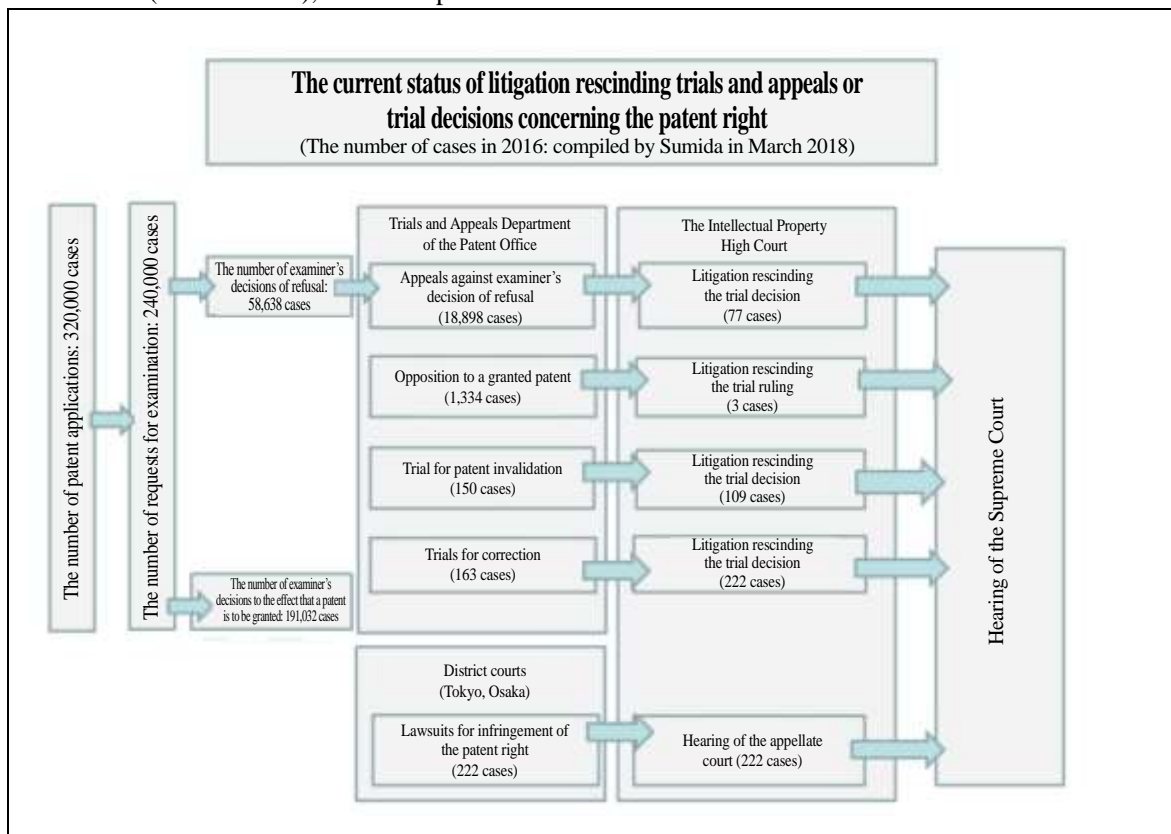 The current status of litigation rescinding trials and appeals or
trial decisions concerning the patent right
(The number of cases in 2016: compiled by Sumida in March 2018)
The number of patent applications: 320,000 cases
The number of requests for examination: 240,000 cases
The number of examiner's
decisions of refusal:
58,638 cases
The number of examiner's
decisions to the effect that a patent
is to be granted: 191,032 cases
Trials and Appeals Department
of the Patent Office
Appeals against examiner's
decision of refusal
(18,898 cases)
Opposition to a granted patent
(1,334 cases)
Trial for patent invalidation
(150 cases)
Trials for correction
(163 cases)
District courts
(Tokyo, Osaka)
Lawsuits for infringement of
the patent right
(222 cases)
The Intellectual Property
High Court
Litigation rescinding
the trial decision
(77 cases)
Litigation rescinding
the trial ruling
(3 cases)
Litigation rescinding
the trial decision
(109 cases)
Litigation rescinding
the trial decision
(222 cases)
Hearing of the appellate
court (222 cases)
Hearing of the Supreme Court